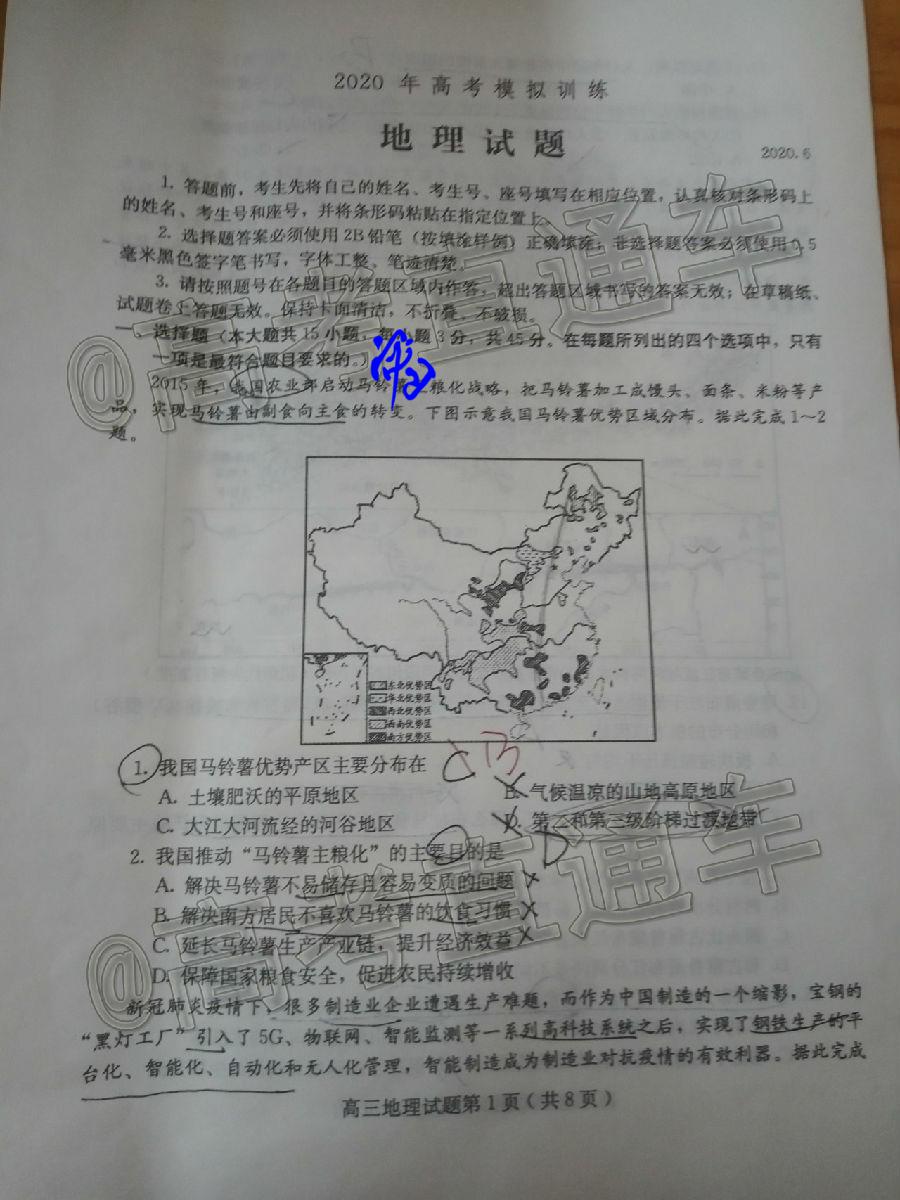 2020 年高考模拟训练
地理试题
2020.6
1. 答题前，考生先将自己的姓名、考生号、座号填写在相应位置，认真核对条形码上
的姓名、考生号和座号，并将条形码粘贴在指定位置上。
2. 选择题答案必须使用2B铅笔（按填涂样例）正确填涂；非选择题答案必须使用0.5
毫米黑色签字笔书写，字体工整、笔迹清楚。
3. 请按照题号在各题目的答题区域内作答，超出答题区域书写的答案无效；在草稿纸、
试题卷上答题无效。保持卡面清洁，不折叠、不破损。
一、选择题（本大题共15小题，每小题3分，共45分。在每题所列出的四个选项中，只有
一项是最符合题目要求的。）
2015年，我国农业部启动马铃薯主粮化战略，把马铃薯加工成馒头、面条、米粉等产
品，实现马铃薯由副食向主食的转变。下图示意我国马铃薯优势区域分布。据此完成1～2
题。
东北优势区
华北优势区
西北优势区
西南优势区
南方优势区
1. 我国马铃薯优势产区主要分布在
A. 土壤肥沃的平原地区 B. 气候温凉的山地高原地区
C. 大江大河流经的河谷地区 D. 第二和第三级阶梯过渡地带
2. 我国推动“马铃薯主粮化”的主要目的是
A. 解决马铃薯不易储存且容易变质的问题
B. 解决南方居民不喜欢马铃薯的饮食习惯
C. 延长马铃薯生产产业链，提升经济效益
D. 保障国家粮食安全，促进农民持续增收
新冠肺炎疫情下，很多制造业企业遭遇生产难题，而作为中国制造的一个缩影，宝钢的
“黑灯工厂”引入了5G、物联网、智能监测等一系列高科技系统之后，实现了钢铁生产的平
台化、智能化、自动化和无人化管理，智能制造成为制造业对抗疫情的有效利器。据此完成
高三地理试题第1页（共8页）
@高考直通车
@高考直通车